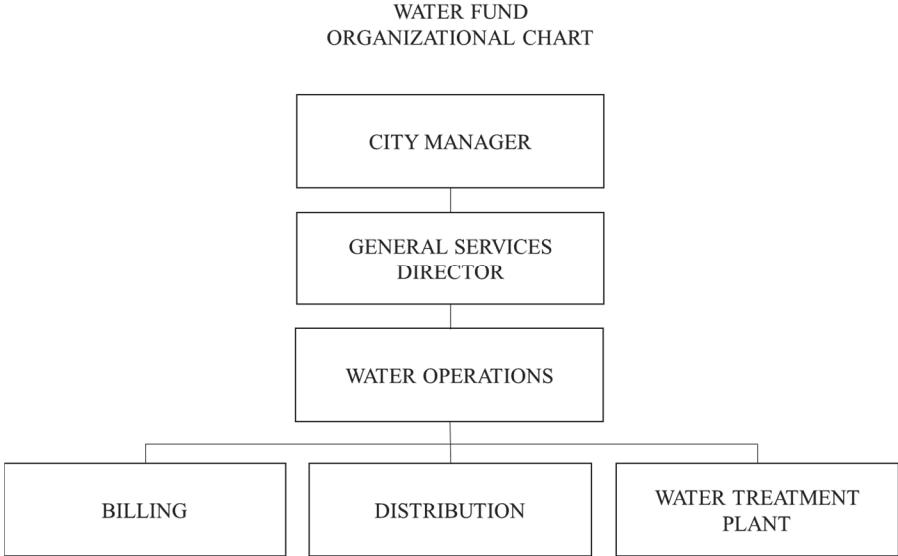 WATER FUND
ORGANIZATIONAL CHART
CITY MANAGER
GENERAL SERVICES
DIRECTOR
WATER OPERATIONS
BILLING
DISTRIBUTION
WATER TREATMENT
PLANT